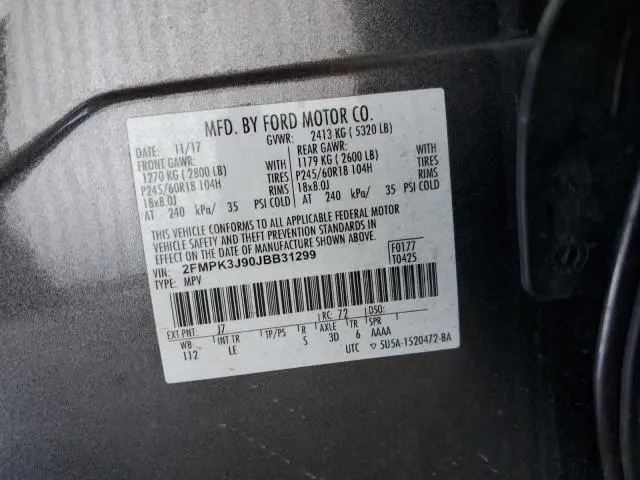 MFD. BY FORD MOTOR CO.
DATE: 11/17 GVWR: 2413 KG ( 5320 LB)
FRONT GAWR: REAR GAWR:
1270 KG ( 2800 LB) WITH 1179 KG ( 2600 LB) WITH
P245/60R18 104H TIRES P245/60R18 104H TIRES
18x8.0J RIMS 18x8.0J RIMS
AT 240 kPa/ 35 PSI COLD AT 240 kPa/ 35 PSI COLD
THIS VEHICLE CONFORMS TO ALL APPLICABLE FEDERAL MOTOR
VEHICLE SAFETY AND THEFT PREVENTION STANDARDS IN
EFFECT ON THE DATE OF MANUFACTURE SHOWN ABOVE.
VIN: 2FMPK3J90JBB31299 F0177
TYPE: MPV T0425
EXT PNT: J7 RC: 72 DSO:
WB INT TR TP/PS R AXLE TR SPR
112 LE S 3D 6 AAAA
UTC 5U5A-1520472-BA